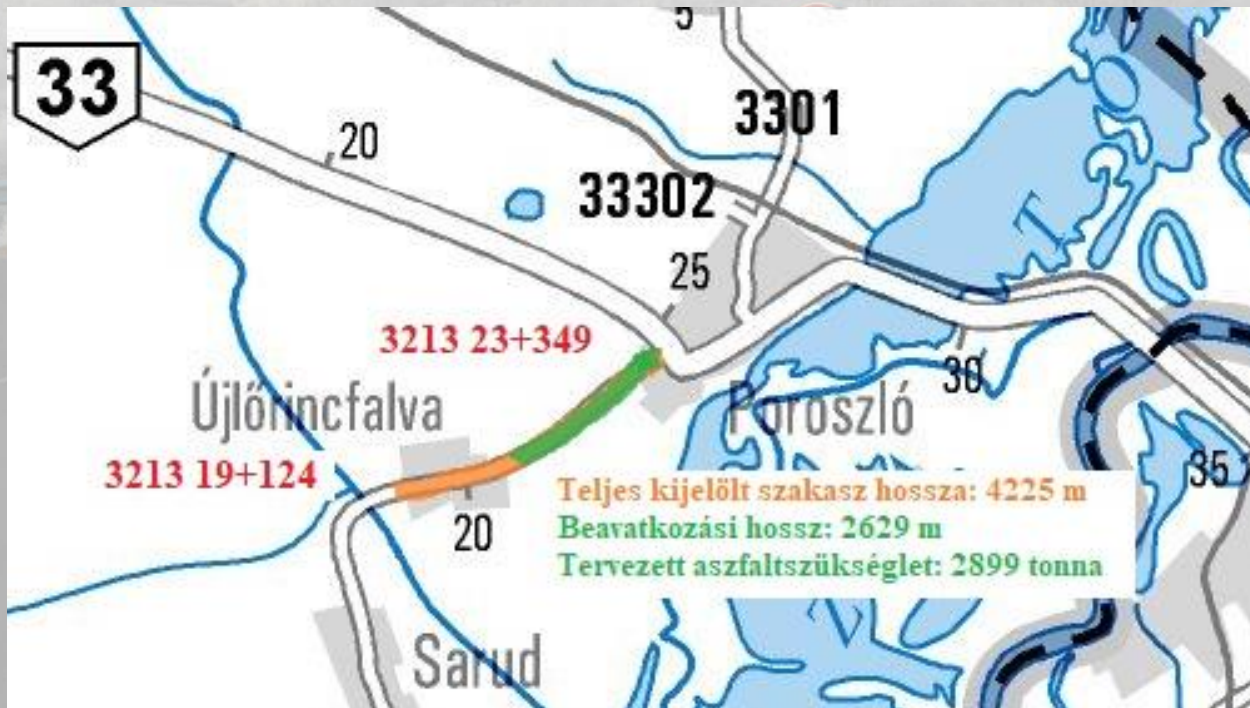 5
33
3301
20
33302
25
3213 23+349
30
Újlőrincfalva
Poroszló
3213 19+124
35
Teljes kijelölt szakasz hossza: 4225 m
20
Beavatkozási hossz: 2629 m
Tervezett aszfaltszükséglet: 2899 tonna
Sarud
T